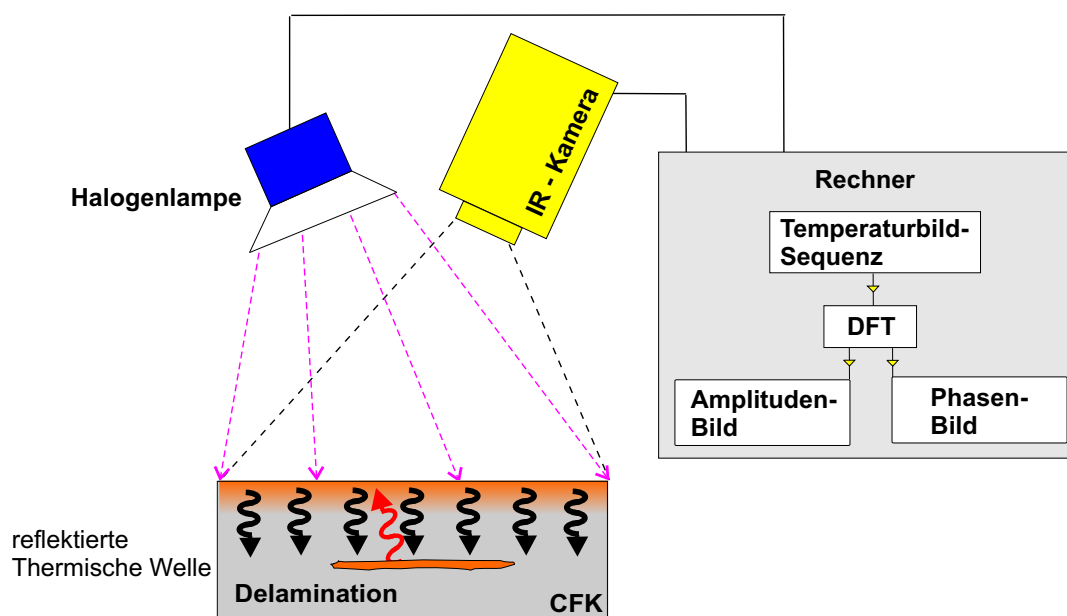 Halogenlampe
IR - Kamera
Rechner
Temperaturbild-
Sequenz
DFT
Amplituden-
Bild
Phasen-
Bild
reflektierte
Thermische Welle
Delamination
CFK